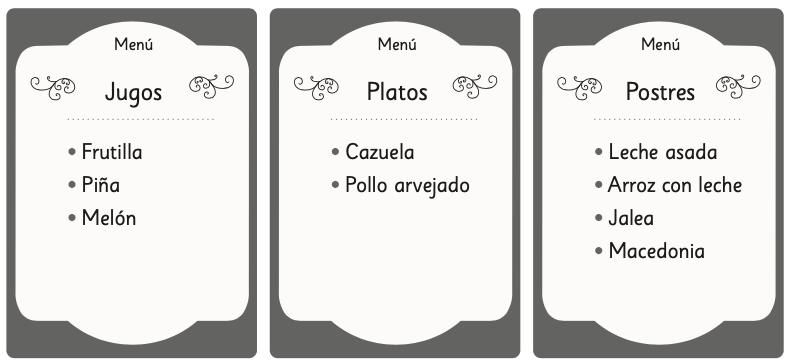 Menú
Jugos
• Frutilla
• Piña
• Melón
Menú
Platos
• Cazuela
• Pollo arvejado
Menú
Postres
• Leche asada
• Arroz con leche
• Jalea
• Macedonia